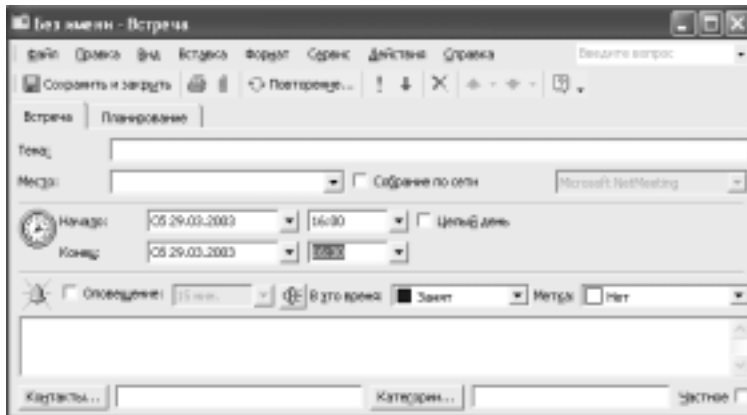 Без имени - Встреча
Файл Правка Вид Вставка Формат Сервис Действия Справка Введите вопрос
Сохранить и закрыть Повторение...
Встреча Планирование
Тема:
Место: Собрание по сети Microsoft NetMeeting
Начало: Сб 29.03.2003 16:00 Целый день
Конец: Сб 29.03.2003 16:30
Оповещение: 15 мин. В это время: Занят Метка: Нет
Контакты... Категории... Частное